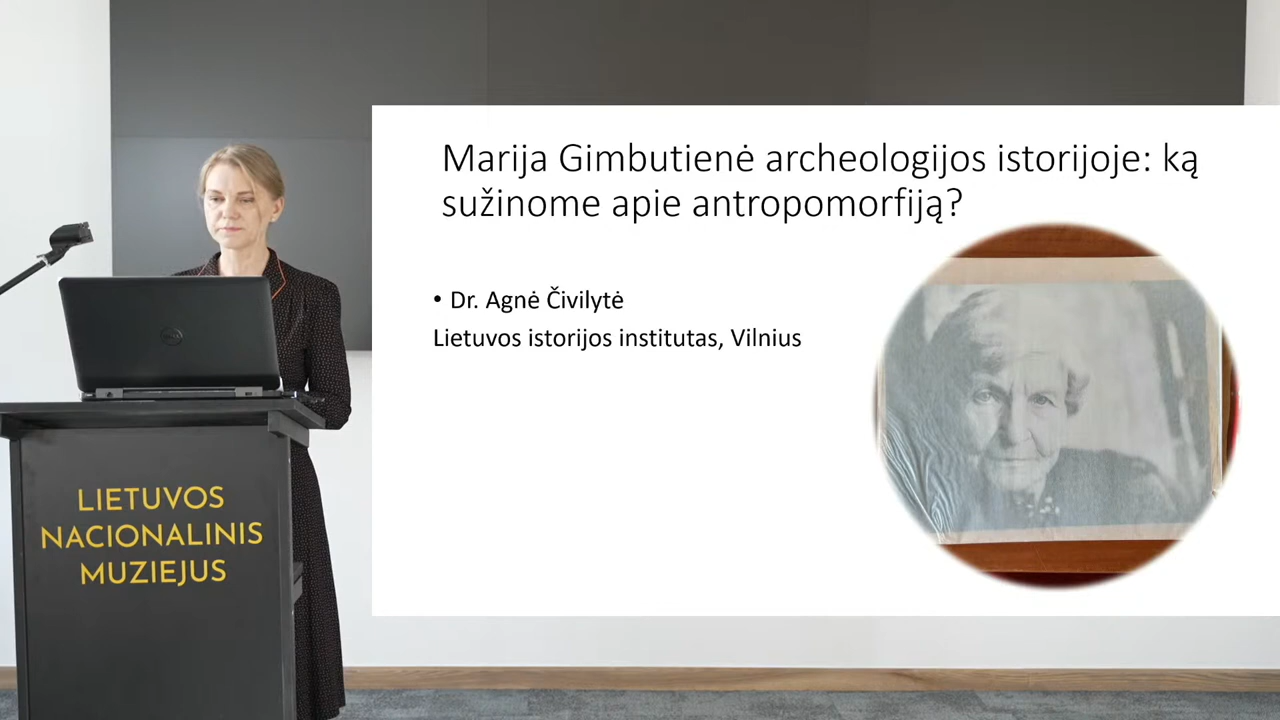 Marija Gimbutienė archeologijos istorijoje: ką
sužinome apie antropomorfiją?
• Dr. Agnė Čivilytė
Lietuvos istorijos institutas, Vilnius
LIETUVOS
NACIONALINIS
MUZIEJUS